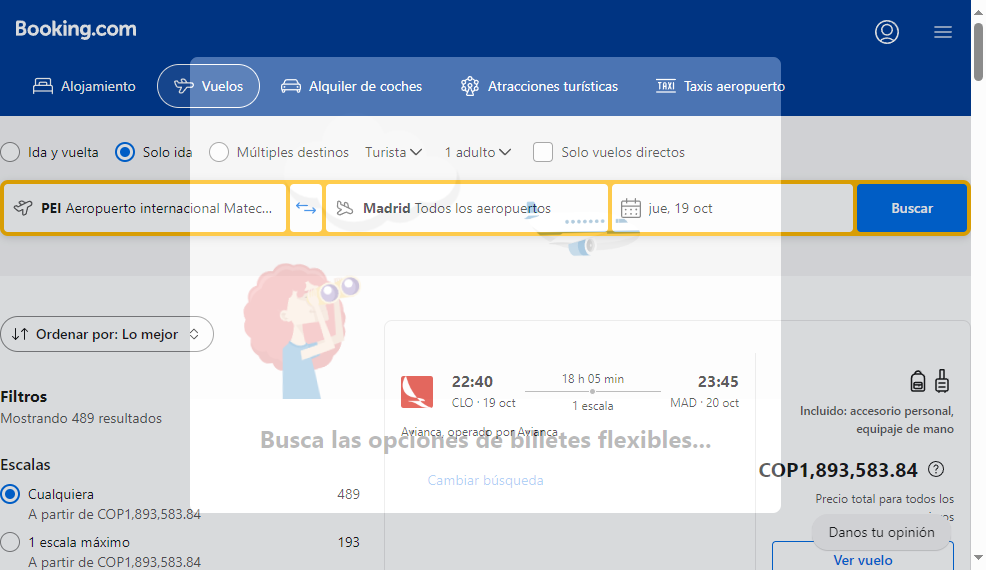 Booking.com
Alojamiento
Vuelos
Alquiler de coches
Atracciones turísticas
TAXI
Taxis aeropuerto
Ida y vuelta
Solo ida
Múltiples destinos
Turista
1 adulto
Solo vuelos directos
PEI Aeropuerto internacional Matec...
Madrid Todos los aeropuertos
jue, 19 oct
Buscar
Ordenar por: Lo mejor
Filtros
Mostrando 489 resultados
Escalas
Cualquiera 489
A partir de COP1,893,583.84
1 escala máximo 193
A partir de COP1,893,583.84
22:40
CLO · 19 oct
18 h 05 min
1 escala
23:45
MAD · 20 oct
Avianca, operado por Avianca
Busca las opciones de billetes flexibles...
Cambiar búsqueda
Incluido: accesorio personal,
equipaje de mano
COP1,893,583.84
Precio total para todos los
Danos tu opinión
Ver vuelo